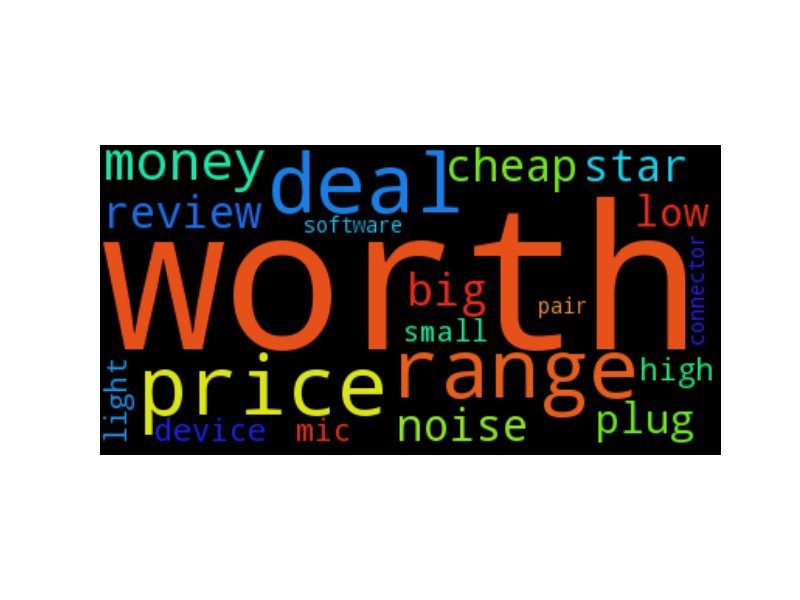 money deal cheap star
review software low
worth
big pair connector
small
price range high
light device mic noise plug